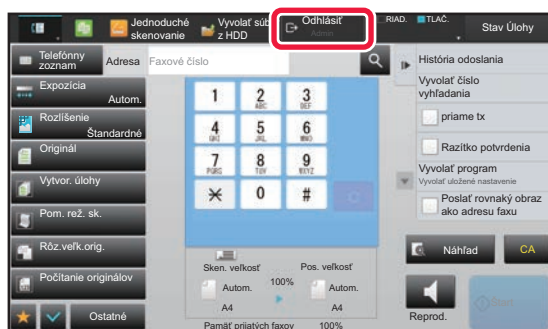 Jednoduché
skenovanie
Vyvolať súb
z HDD
Odhlásiť
Admin
RIAD.
TLAČ.
Stav Úlohy
Telefónny
zoznam
Adresa
Faxové číslo
Expozícia
Autom.
Rozlíšenie
Štandardné
Originál
Vytvor. úlohy
Pom. rež. sk.
Rôz.veľk.orig.
Počítanie originálov
Ostatné
1
2
ABC
3
DEF
4
GHI
5
JKL
6
MNO
7
PQRS
8
TUV
9
WXYZ
0
#
Sken. veľkosť
Pos. veľkosť
Autom.
100%
Autom.
A4
A4
Pamäť prijatých faxov
100%
História odoslania
Vyvolať číslo
vyhľadania
priame tx
Razítko potvrdenia
Vyvolať program
Vyvolať uložené nastavenie
Poslať rovnaký obraz
ako adresu faxu
Náhľad
CA
Reprod.
Štart